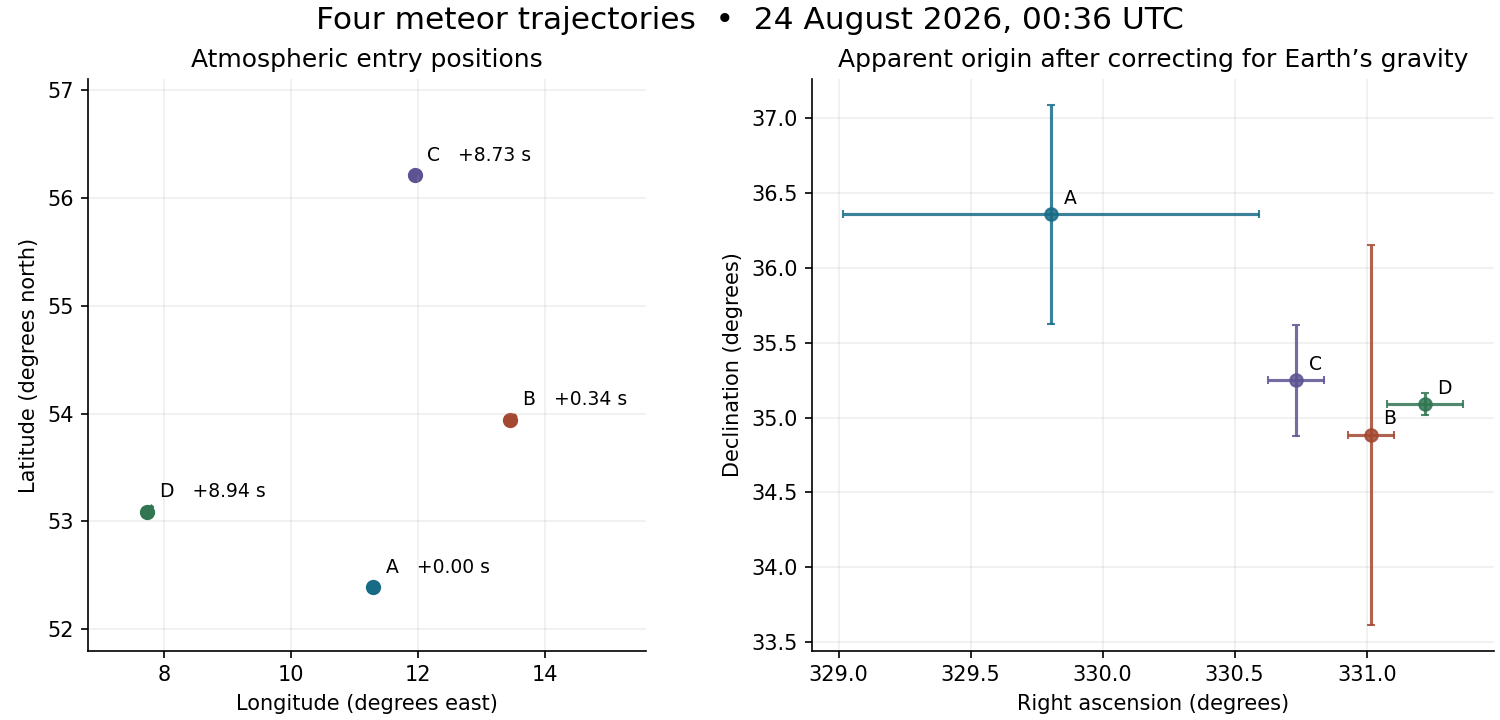 Four meteor trajectories • 24 August 2026, 00:36 UTC
Atmospheric entry positions
57
56
55
54
53
52
Latitude (degrees north)
C +8.73 s
B +0.34 s
D +8.94 s
A +0.00 s
8 10 12 14
Longitude (degrees east)
Apparent origin after correcting for Earth’s gravity
37.0
36.5
36.0
35.5
35.0
34.5
34.0
33.5
Declination (degrees)
A
C
D
B
329.0 329.5 330.0 330.5 331.0
Right ascension (degrees)